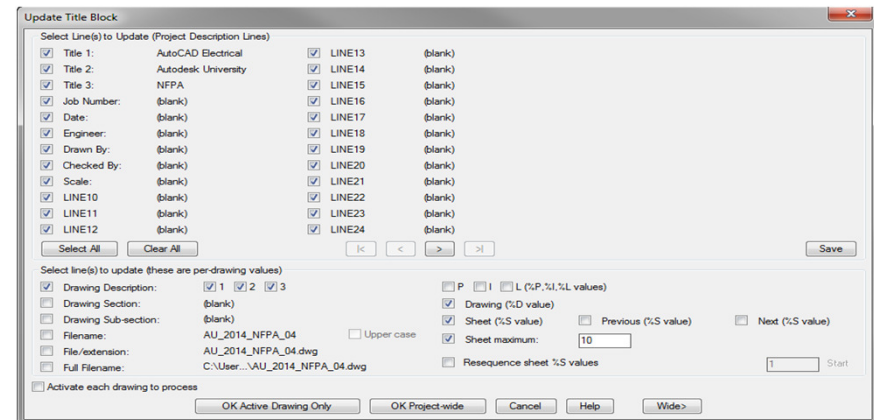 Update Title Block
Select Line(s) to Update (Project Description Lines)
Title 1: AutoCAD Electrical LINE13 (blank)
Title 2: Autodesk University LINE14 (blank)
Title 3: NFPA LINE15 (blank)
Job Number: (blank) LINE16 (blank)
Date: (blank) LINE17 (blank)
Engineer: (blank) LINE18 (blank)
Drawn By: (blank) LINE19 (blank)
Checked By: (blank) LINE20 (blank)
Scale: (blank) LINE21 (blank)
LINE10 (blank) LINE22 (blank)
LINE11 (blank) LINE23 (blank)
LINE12 (blank) LINE24 (blank)
Select All Clear All |< < > >| Save
Select line(s) to update (these are per-drawing values)
Drawing Description: 1 2 3 P I L (%P,%I,%L values)
Drawing Section: (blank) Drawing (%D value)
Drawing Sub-section: (blank) Sheet (%S value) Previous (%S value) Next (%S value)
Filename: AU_2014_NFPA_04 Upper case Sheet maximum: 10
File/extension: AU_2014_NFPA_04.dwg
Full Filename: C:\User...\AU_2014_NFPA_04.dwg Resequence sheet %S values 1 Start
Activate each drawing to process
OK Active Drawing Only OK Project-wide Cancel Help Wide>